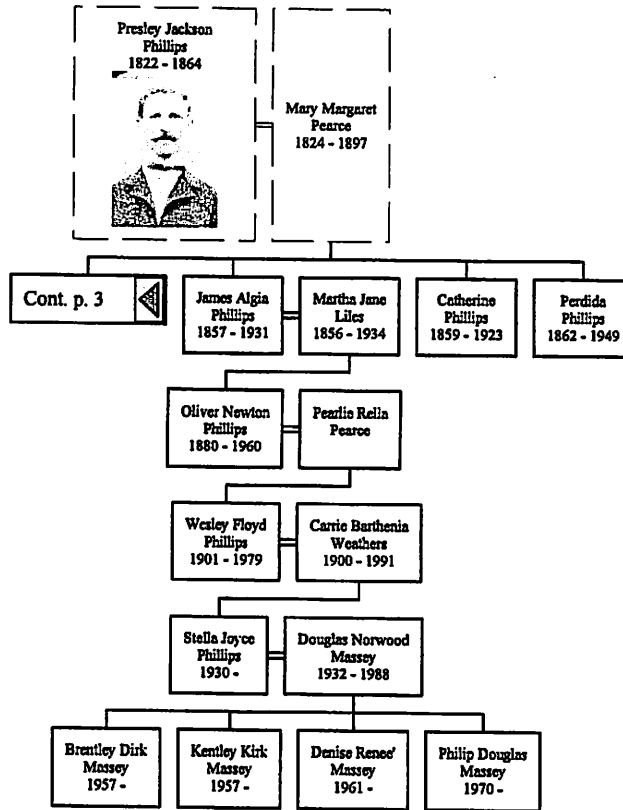 Presley Jackson
Phillips
1822 - 1864
Mary Margaret
Pearce
1824 - 1897
Cont. p. 3
James Algia
Phillips
1857 - 1931
Martha Jane
Liles
1856 - 1934
Catherine
Phillips
1859 - 1923
Perdida
Phillips
1862 - 1949
Oliver Newton
Phillips
1880 - 1960
Pearlie Rella
Pearce
Wesley Floyd
Phillips
1901 - 1979
Carrie Barthenia
Weathers
1900 - 1991
Stella Joyce
Phillips
1930 -
Douglas Norwood
Massey
1932 - 1988
Brentley Dirk
Massey
1957 -
Kentley Kirk
Massey
1957 -
Denise Renee'
Massey
1961 -
Philip Douglas
Massey
1970 -